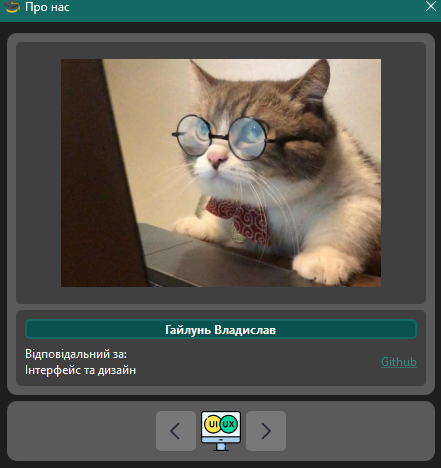 Про нас
Гайлунь Владислав
Відповідальний за:
Інтерфейс та дизайн
Github
UI UX